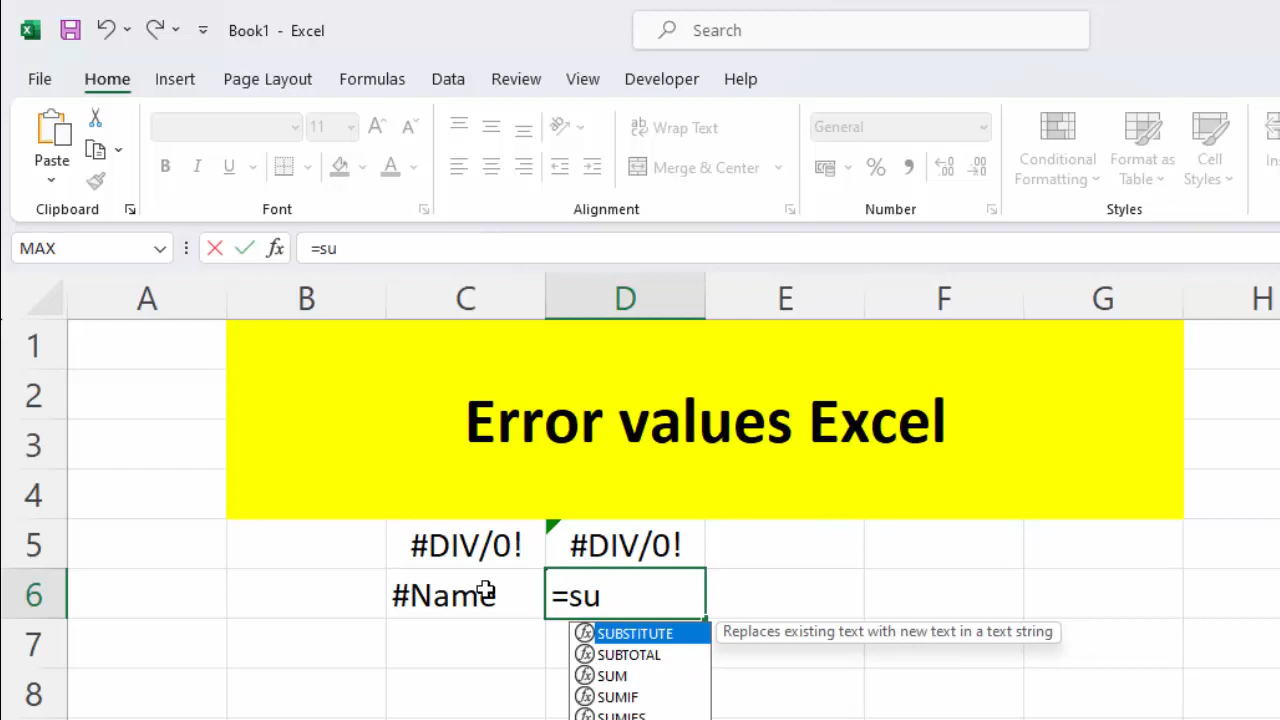 Book1 - Excel
Search
File Home Insert Page Layout Formulas Data Review View Developer Help
Paste
11
Wrap Text
General
B I U
Merge & Center
%
Conditional Formatting
Format as Table
Cell Styles
Clipboard Font Alignment Number Styles
MAX
fx
=su
A B C D E F G H
1
2
Error values Excel
3
4
5 #DIV/0! #DIV/0!
6 #Name =su
SUBSTITUTE Replaces existing text with new text in a text string
7 SUBTOTAL
SUM
8 SUMIF
SUMIFS